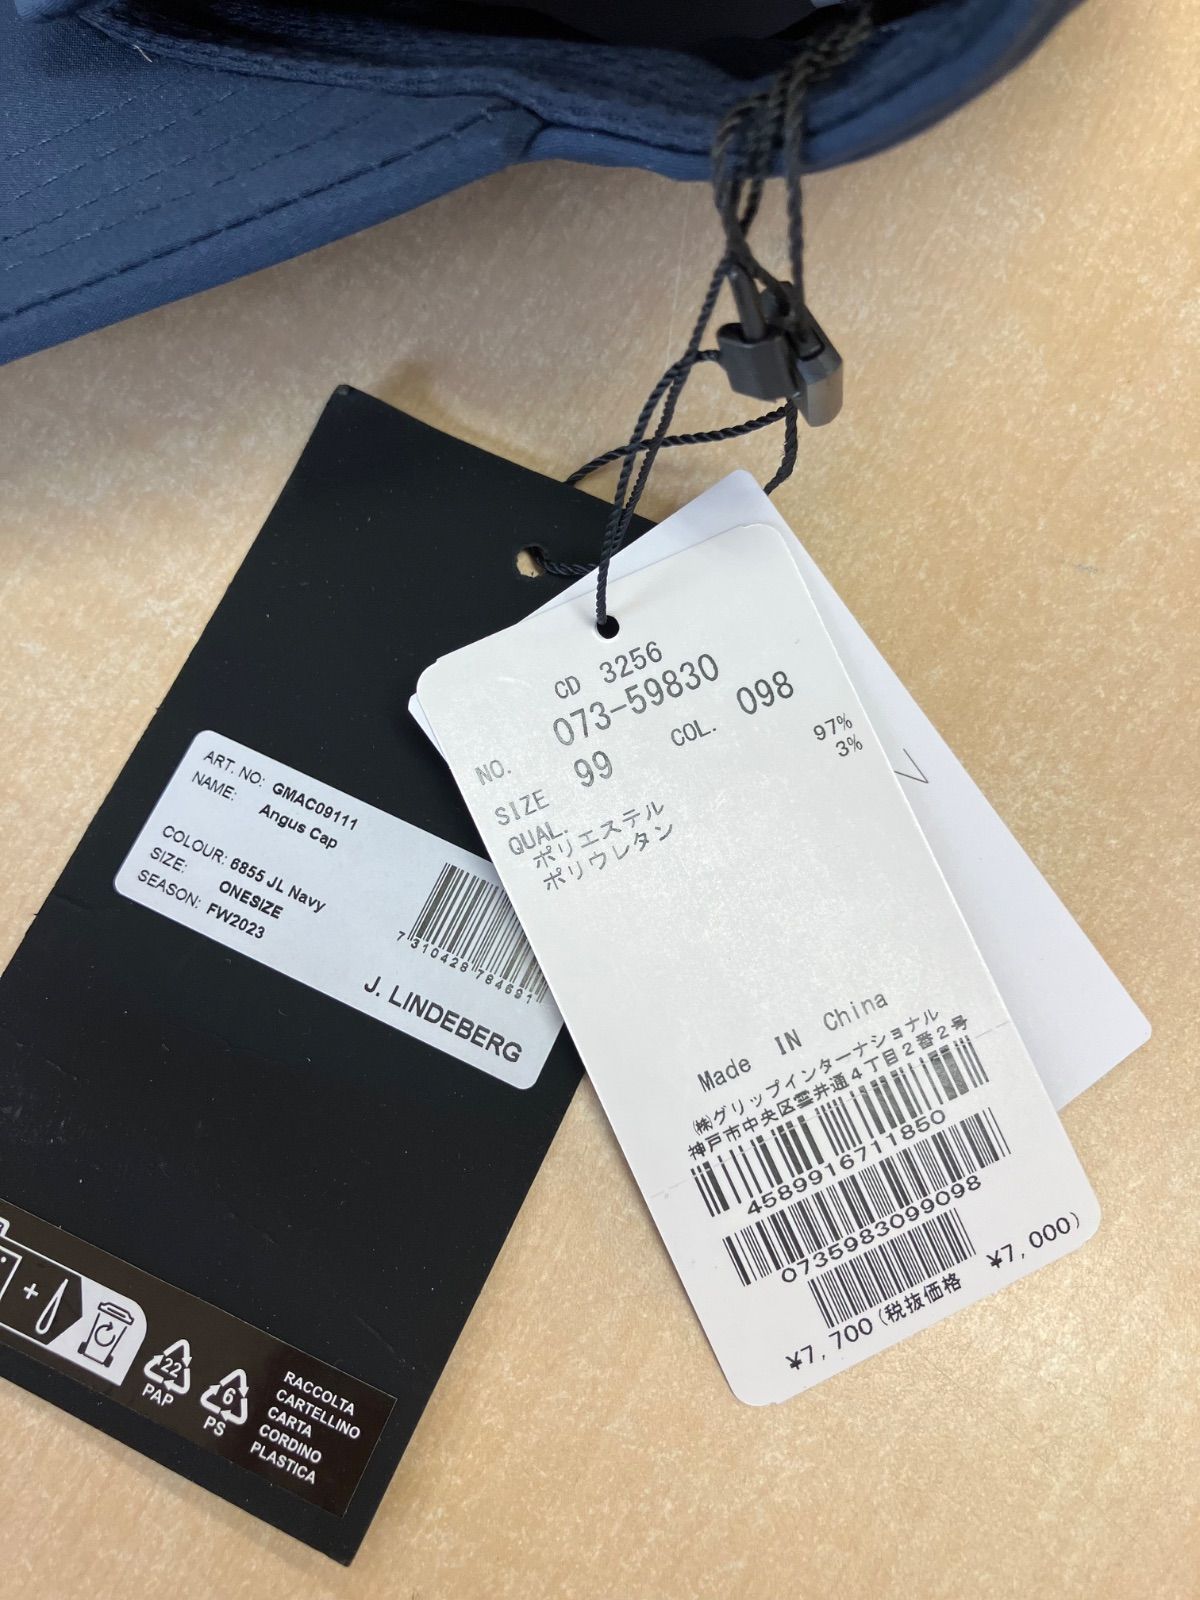 ART. NO: GMAC09111
NAME: Angus Cap
COLOUR: 6855 JL Navy
SIZE: ONESIZE
SEASON: FW2023
7 310428 784691
J. LINDEBERG
22
PAP
6
PS
RACCOLTA
CARTELLINO
CARTA
CORDINO
PLASTICA
CD 3256
NO. 073-59830
SIZE 99 COL. 098
QUAL.
ポリエステル 97%
ポリウレタン 3%
Made IN China
㈱グリップインターナショナル
神戸市中央区雲井通4丁目2番2号
4589916711850
0735983099098
¥7,700(税抜価格 ¥7,000)